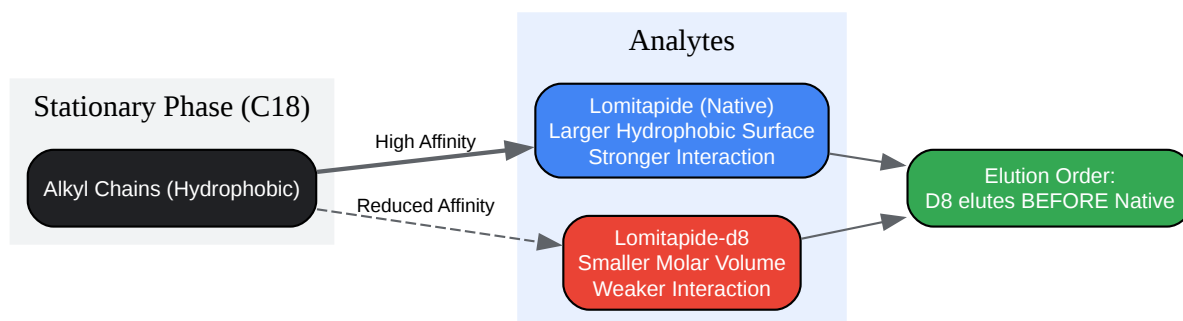 Stationary Phase (C18)
Alkyl Chains (Hydrophobic)
High Affinity
Reduced Affinity
Analytes
Lomitapide (Native)
Larger Hydrophobic Surface
Stronger Interaction
Lomitapide-d8
Smaller Molar Volume
Weaker Interaction
Elution Order:
D8 elutes BEFORE Native